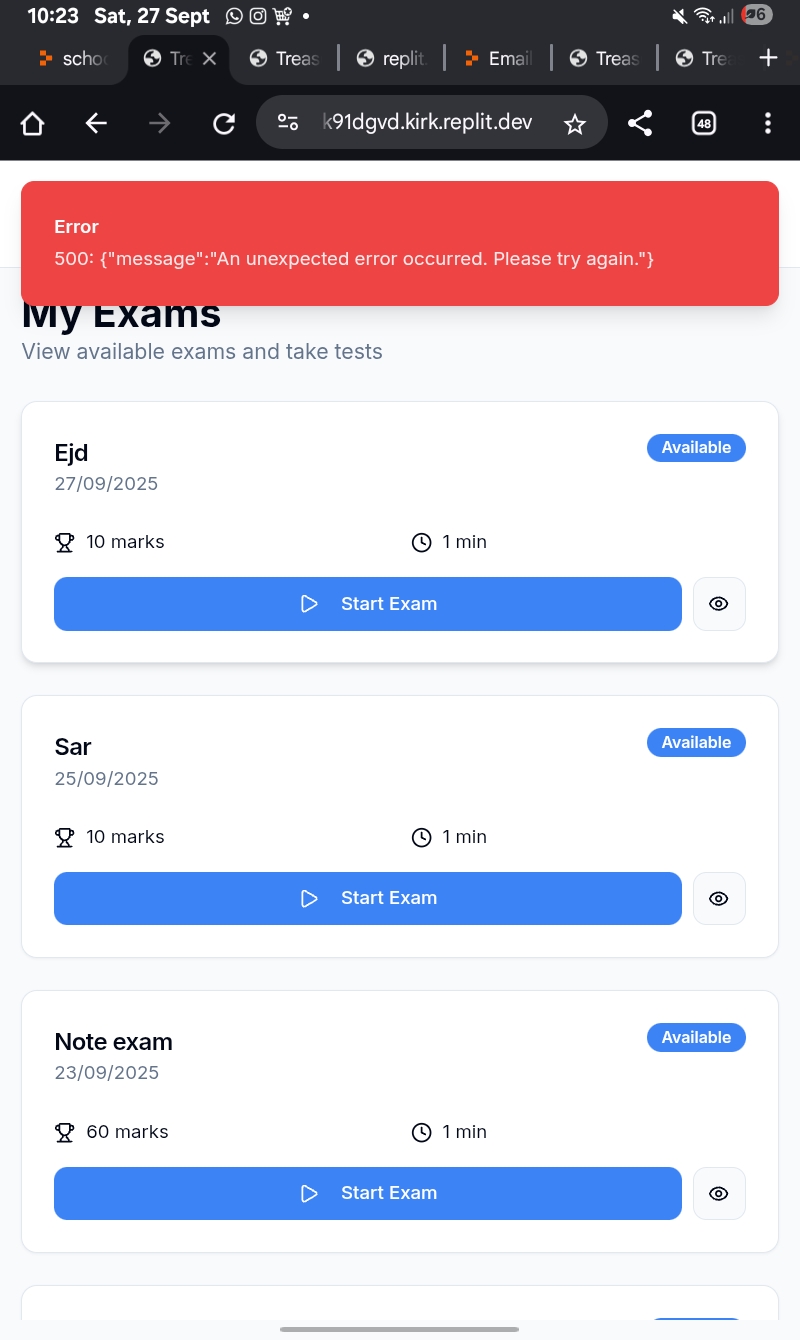 10:23 Sat, 27 Sept
6
schoo
Tre
Treas
replit.
Email
Treas
Trea
k91dgvd.kirk.replit.dev
48
Error
500: {"message":"An unexpected error occurred. Please try again."}
My Exams
View available exams and take tests
Ejd
Available
27/09/2025
10 marks
1 min
Start Exam
Sar
Available
25/09/2025
10 marks
1 min
Start Exam
Note exam
Available
23/09/2025
60 marks
1 min
Start Exam